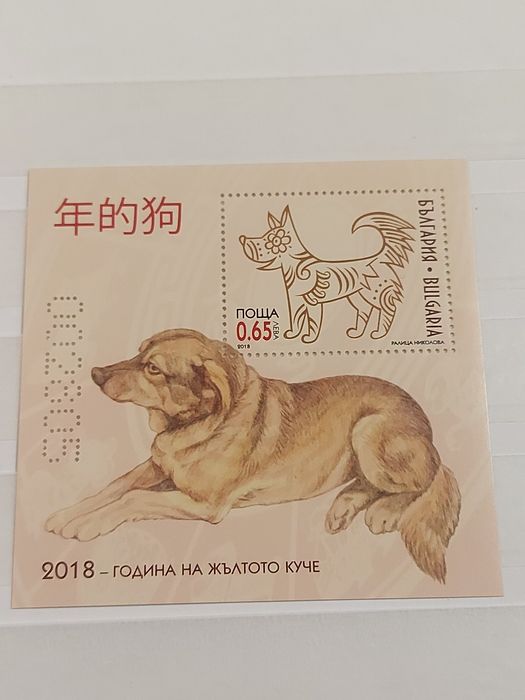 年的狗
БЪЛГАРИЯ • BULGARIA
ПОЩА
0.65 ЛЕВА
2018
РАЛИЦА НИКОЛОВА
2018 – ГОДИНА НА ЖЪЛТОТО КУЧЕ